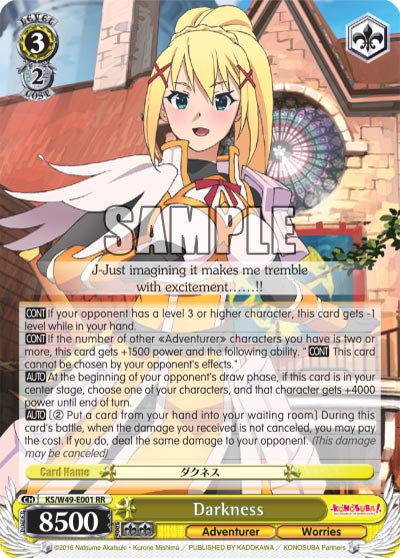 LEVEL
3
2
COST
SAMPLE
J-Just imagining it makes me tremble
with excitement……!!
CONT If your opponent has a level 3 or higher character, this card gets -1
level while in your hand.
CONT If the number of other «Adventurer» characters you have is two or
more, this card gets +1500 power and the following ability. " CONT This card
cannot be chosen by your opponent's effects."
AUTO At the beginning of your opponent's draw phase, if this card is in your
center stage, choose one of your characters, and that character gets +4000
power until end of turn.
AUTO [② Put a card from your hand into your waiting room] During this
card's battle, when the damage you received is not canceled, you may pay
the cost. If you do, deal the same damage to your opponent. (This damage
may be canceled)
Card Name
ダクネス
CH KS/W49-E001 RR
8500
Darkness
KONOSUBA!
Adventurer
Worries
©2016 Natsume Akatsuki・Kurone Mishima / PUBLISHED BY KADOKAWA / KONOSUBA Partners